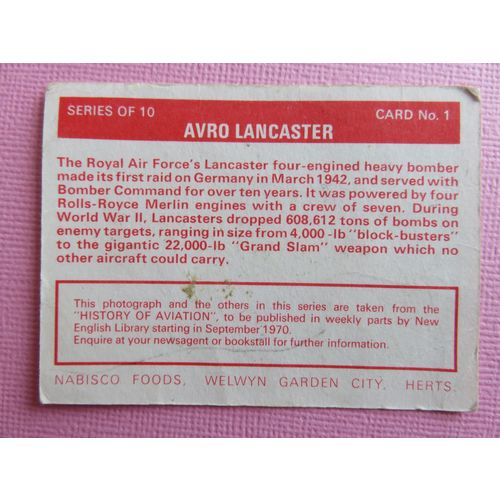 SERIES OF 10 CARD No. 1
AVRO LANCASTER
The Royal Air Force's Lancaster four-engined heavy bomber
made its first raid on Germany in March 1942, and served with
Bomber Command for over ten years. It was powered by four
Rolls-Royce Merlin engines with a crew of seven. During
World War II, Lancasters dropped 608,612 tons of bombs on
enemy targets, ranging in size from 4,000 -lb "block-busters"
to the gigantic 22,000-lb "Grand Slam" weapon which no
other aircraft could carry.
This photograph and the others in this series are taken from the
"HISTORY OF AVIATION", to be published in weekly parts by New
English Library starting in September 1970.
Enquire at your newsagent or bookstall for further information.
NABISCO FOODS, WELWYN GARDEN CITY, HERTS.